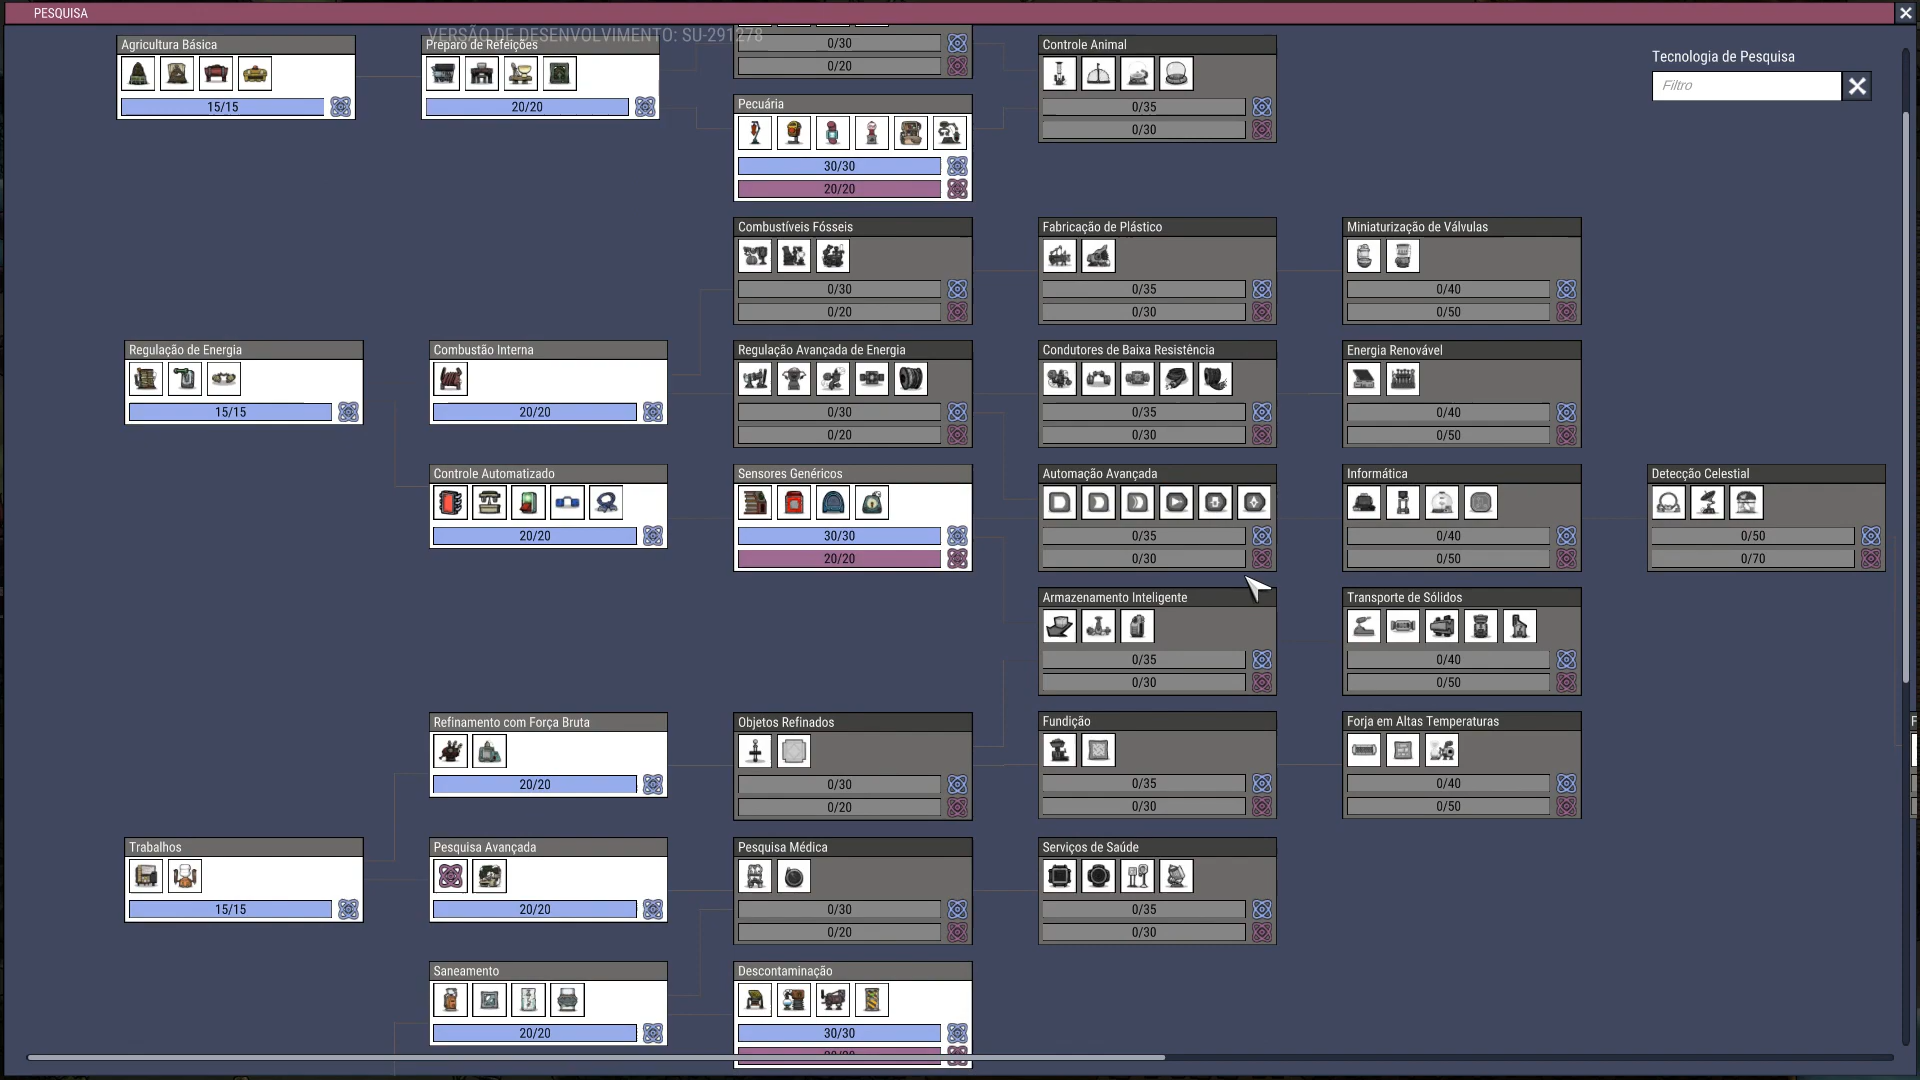 PESQUISA
VERSÃO DE DESENVOLVIMENTO: SU-291278
Tecnologia de Pesquisa
Filtro
Agricultura Básica
15/15
Preparo de Refeições
20/20
0/30
0/20
Controle Animal
0/35
0/30
Pecuária
30/30
20/20
Combustíveis Fósseis
0/30
0/20
Fabricação de Plástico
0/35
0/30
Miniaturização de Válvulas
0/40
0/50
Regulação de Energia
15/15
Combustão Interna
20/20
Regulação Avançada de Energia
0/30
0/20
Condutores de Baixa Resistência
0/35
0/30
Energia Renovável
0/40
0/50
Controle Automatizado
20/20
Sensores Genéricos
30/30
20/20
Automação Avançada
0/35
0/30
Informática
0/40
0/50
Detecção Celestial
0/50
0/70
Armazenamento Inteligente
0/35
0/30
Transporte de Sólidos
0/40
0/50
Refinamento com Força Bruta
20/20
Objetos Refinados
0/30
0/20
Fundição
0/35
0/30
Forja em Altas Temperaturas
0/40
0/50
Trabalhos
15/15
Pesquisa Avançada
20/20
Pesquisa Médica
0/30
0/20
Serviços de Saúde
0/35
0/30
Saneamento
20/20
Descontaminação
30/30